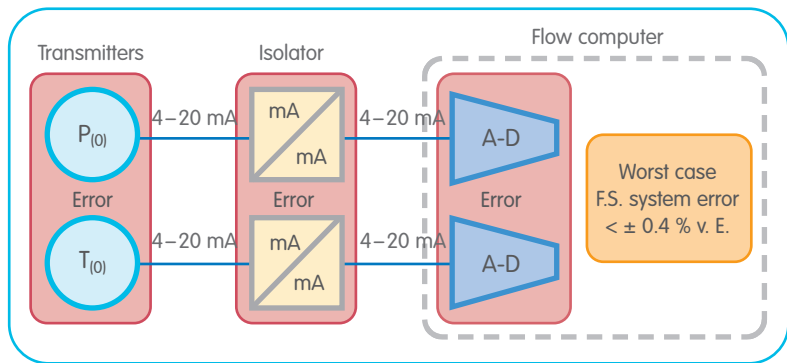 Transmitters
Isolator
Flow computer
P(0)
4–20 mA
mA
mA
4–20 mA
A-D
Error
Error
Error
T(0)
4–20 mA
mA
mA
4–20 mA
A-D
Worst case
F.S. system error
< ± 0.4 % v. E.